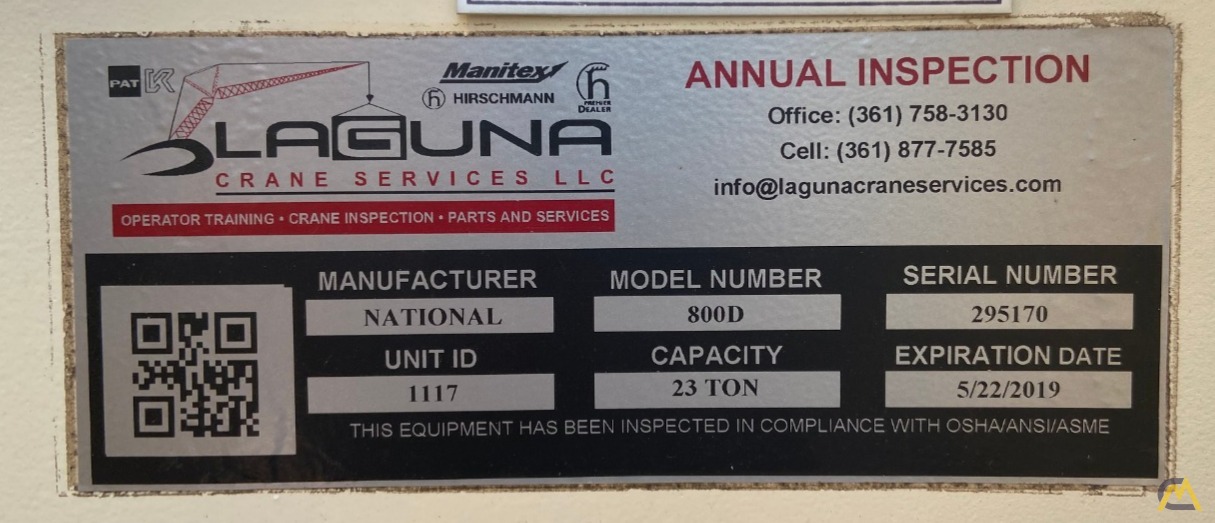 PAT
Manitex
HIRSCHMANN
PREMIER
DEALER
LAGUNA
CRANE SERVICES LLC
OPERATOR TRAINING • CRANE INSPECTION • PARTS AND SERVICES
ANNUAL INSPECTION
Office: (361) 758-3130
Cell: (361) 877-7585
info@lagunacraneservices.com
MANUFACTURER
NATIONAL
MODEL NUMBER
800D
SERIAL NUMBER
295170
UNIT ID
1117
CAPACITY
23 TON
EXPIRATION DATE
5/22/2019
THIS EQUIPMENT HAS BEEN INSPECTED IN COMPLIANCE WITH OSHA/ANSI/ASME